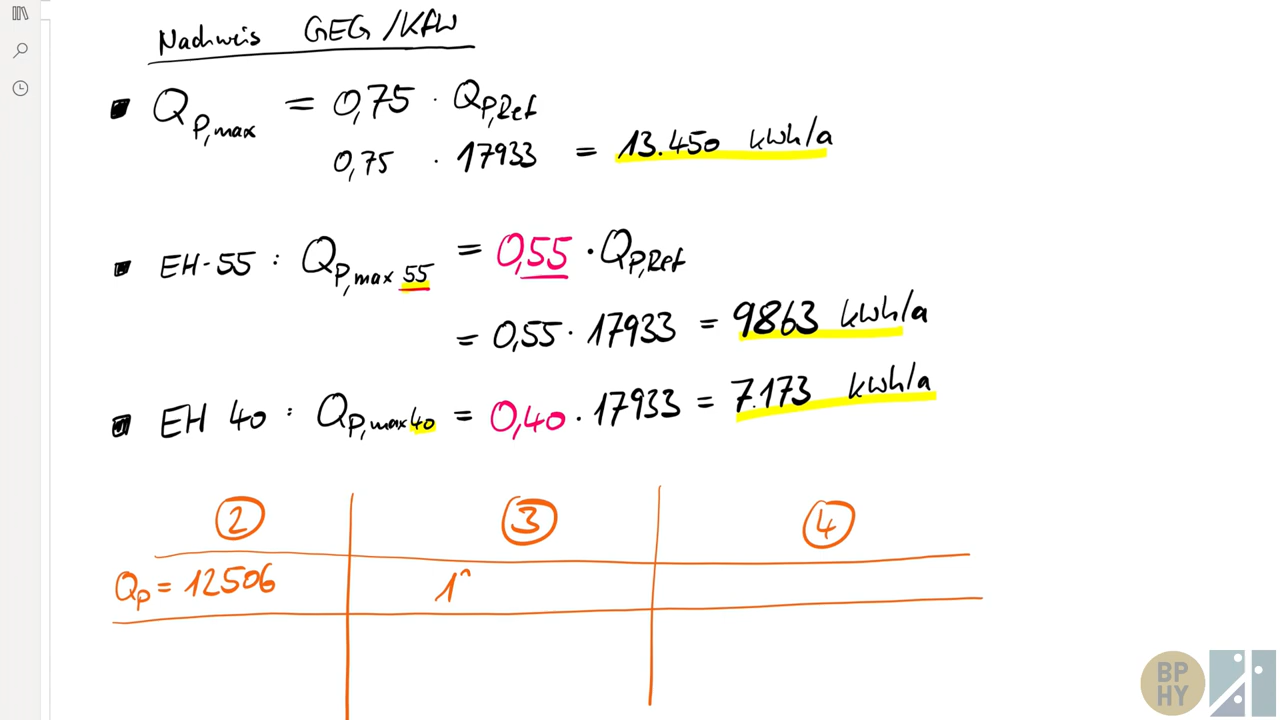 Nachweis GEG/KfW
Q P,max = 0,75 · Q P,Ref
0,75 · 17933 = 13.450 kWh/a
EH-55 : Q P,max 55 = 0,55 · Q P,Ref
= 0,55 · 17933 = 9863 kWh/a
EH 40 : Q P,max 40 = 0,40 · 17933 = 7.173 kWh/a
2 3 4
Q P = 12506 1
BP
HY